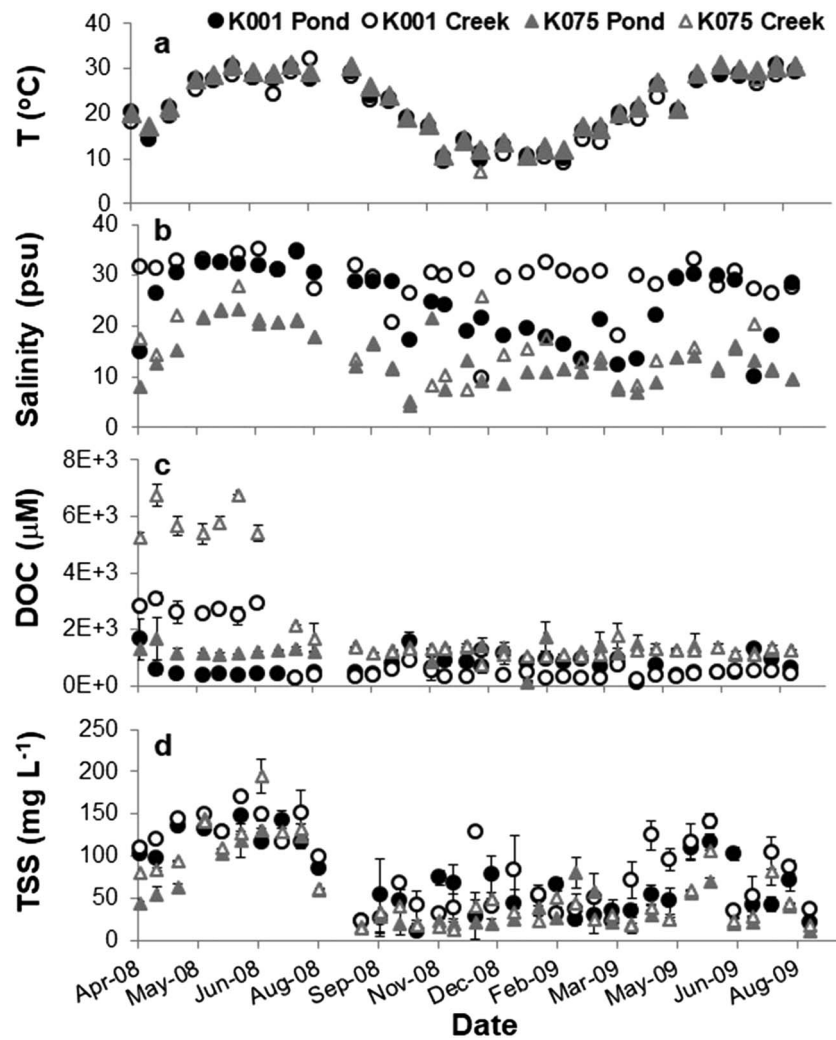 K001 Pond K001 Creek K075 Pond K075 Creek
a
T (°C)
40
30
20
10
0
b
Salinity (psu)
40
30
20
10
0
c
DOC (μM)
8E+3
6E+3
4E+3
2E+3
0E+0
d
TSS (mg L-1)
250
200
150
100
50
0
Apr-08 May-08 Jun-08 Aug-08 Sep-08 Nov-08 Dec-08 Feb-09 Mar-09 May-09 Jun-09 Aug-09
Date